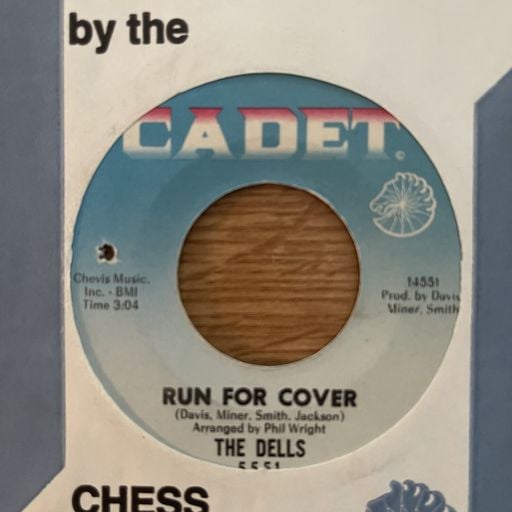 by the
CADET.
Chevis Music.
Inc. - BMI
Time 3:04
14551
Prod. by Davis
Miner, Smith
RUN FOR COVER
(Davis, Miner, Smith, Jackson)
Arranged by Phil Wright
THE DELLS
5551
CHESS